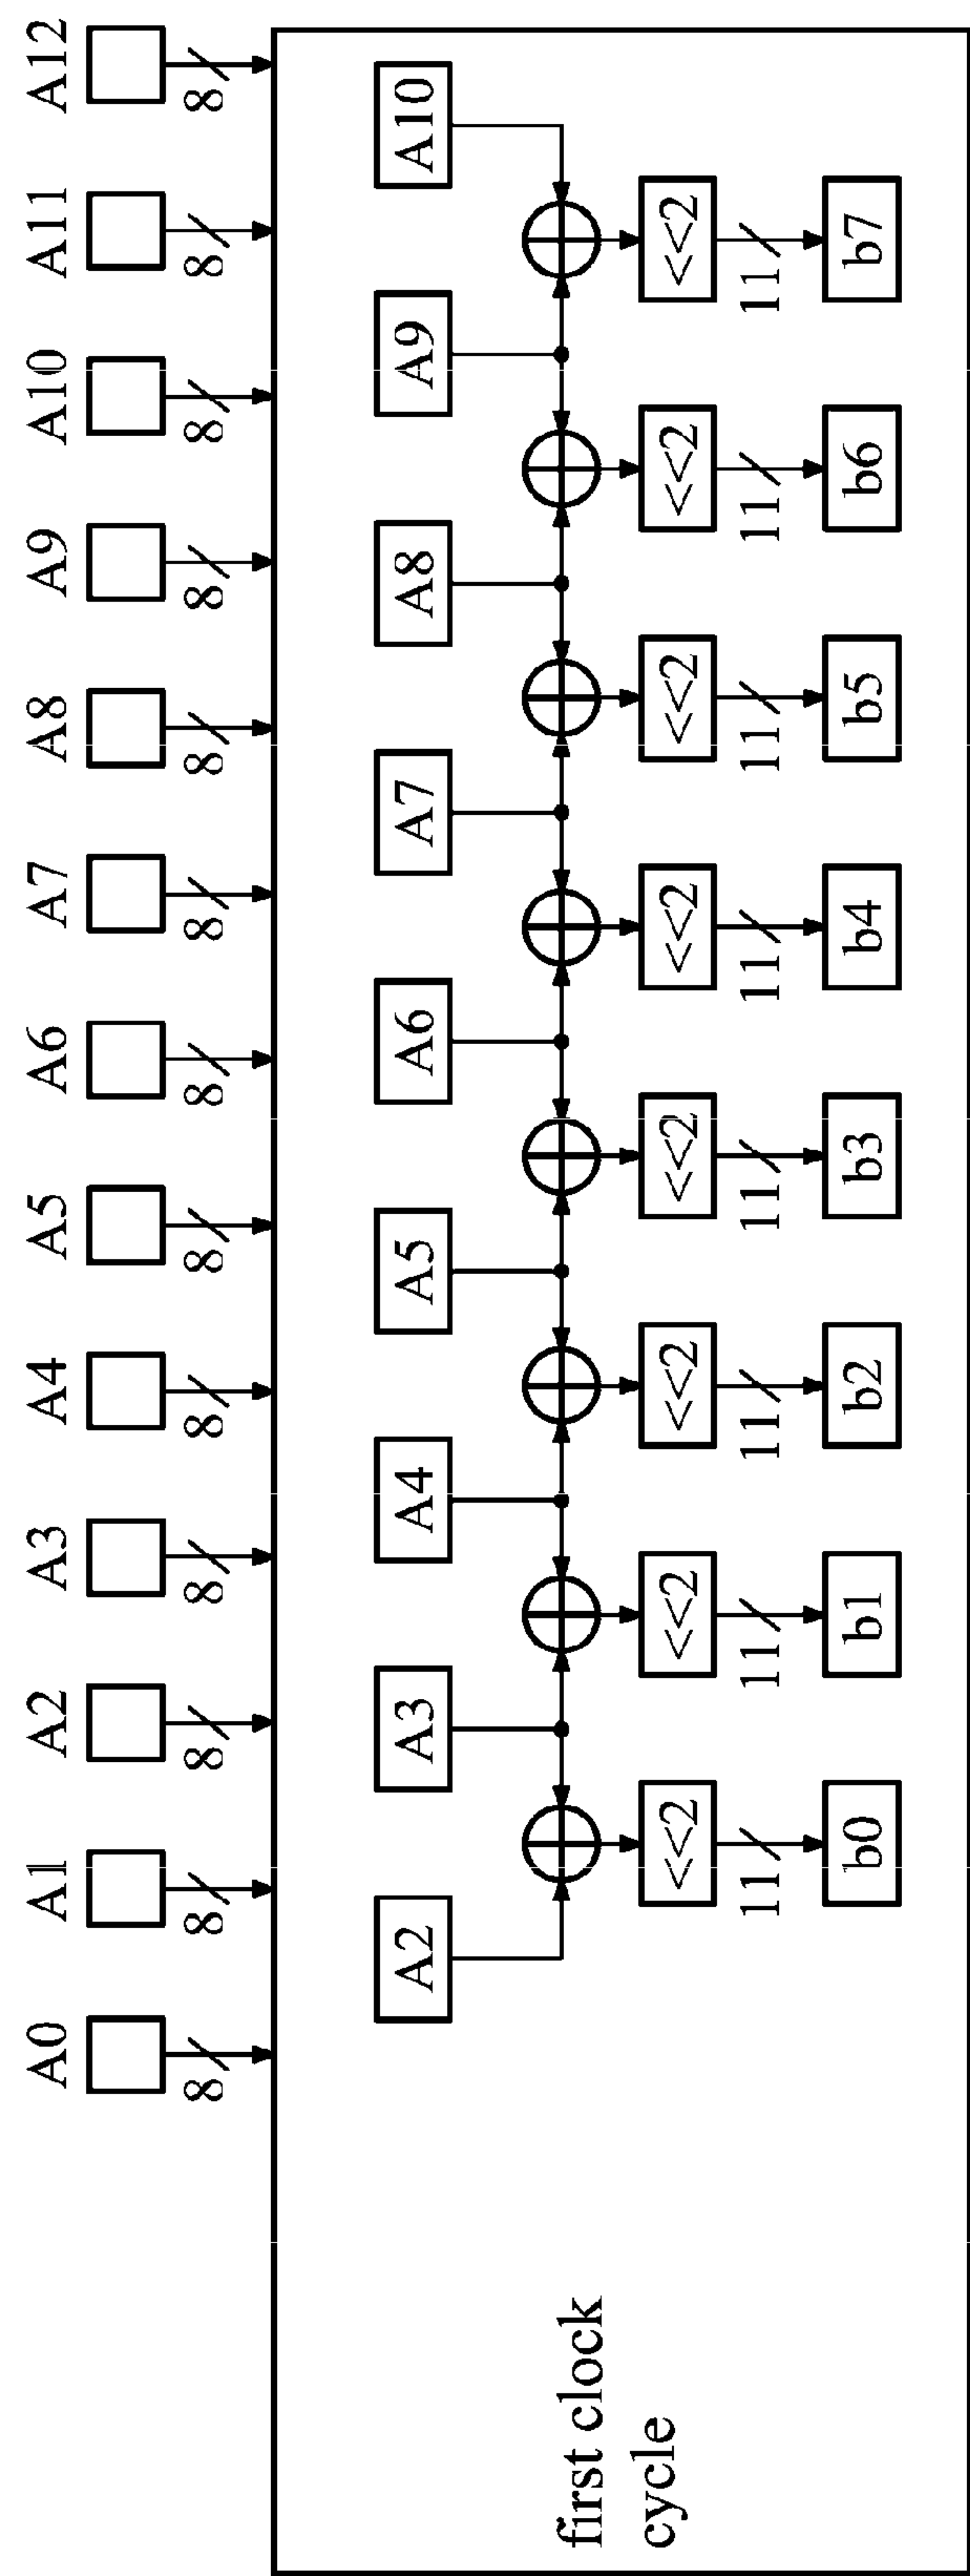 A0 A1 A2 A3 A4 A5 A6 A7 A8 A9 A10 A11 A12
8 8 8 8 8 8 8 8 8 8 8 8 8
A2 A3 A4 A5 A6 A7 A8 A9 A10
first clock
cycle
<<2 <<2 <<2 <<2 <<2 <<2 <<2 <<2
11 11 11 11 11 11 11 11
b0 b1 b2 b3 b4 b5 b6 b7